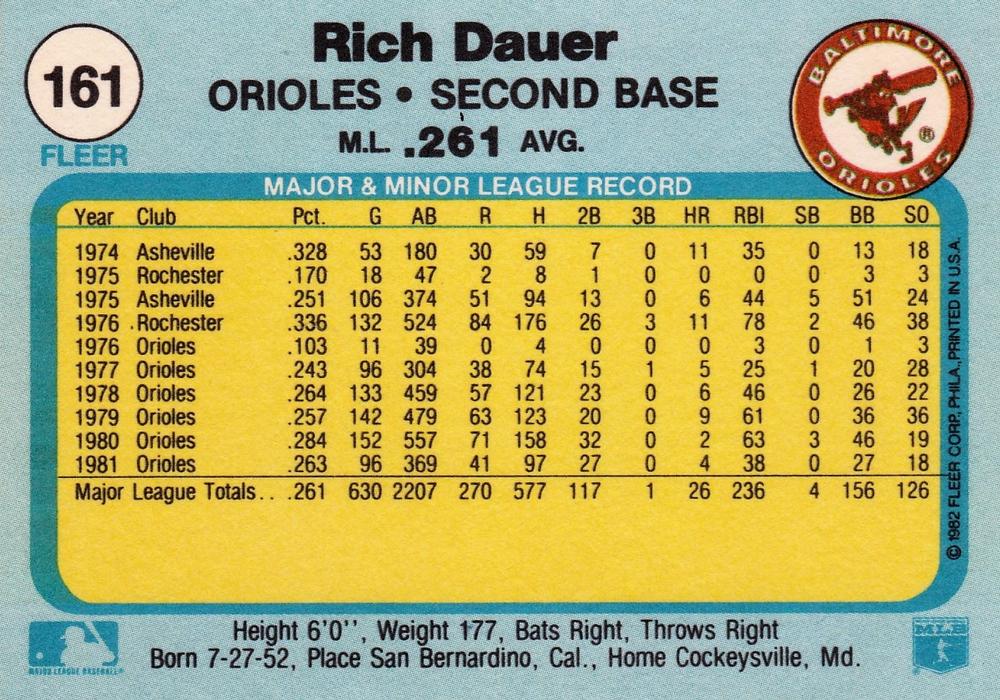 161
FLEER
Rich Dauer
ORIOLES • SECOND BASE
M.L. .261 AVG.
BALTIMORE ORIOLES ®
MAJOR & MINOR LEAGUE RECORD
Year Club Pct. G AB R H 2B 3B HR RBI SB BB SO
1974 Asheville .328 53 180 30 59 7 0 11 35 0 13 18
1975 Rochester .170 18 47 2 8 1 0 0 0 0 3 3
1975 Asheville .251 106 374 51 94 13 0 6 44 5 51 24
1976 Rochester .336 132 524 84 176 26 3 11 78 2 46 38
1976 Orioles .103 11 39 0 4 0 0 0 3 0 1 3
1977 Orioles .243 96 304 38 74 15 1 5 25 1 20 28
1978 Orioles .264 133 459 57 121 23 0 6 46 0 26 22
1979 Orioles .257 142 479 63 123 20 0 9 61 0 36 36
1980 Orioles .284 152 557 71 158 32 0 2 63 3 46 19
1981 Orioles .263 96 369 41 97 27 0 4 38 0 27 18
Major League Totals.. .261 630 2207 270 577 117 1 26 236 4 156 126
© 1982 FLEER CORP., PHILA., PRINTED IN U.S.A.
Height 6'0'', Weight 177, Bats Right, Throws Right
Born 7-27-52, Place San Bernardino, Cal., Home Cockeysville, Md.
MAJOR LEAGUE BASEBALL